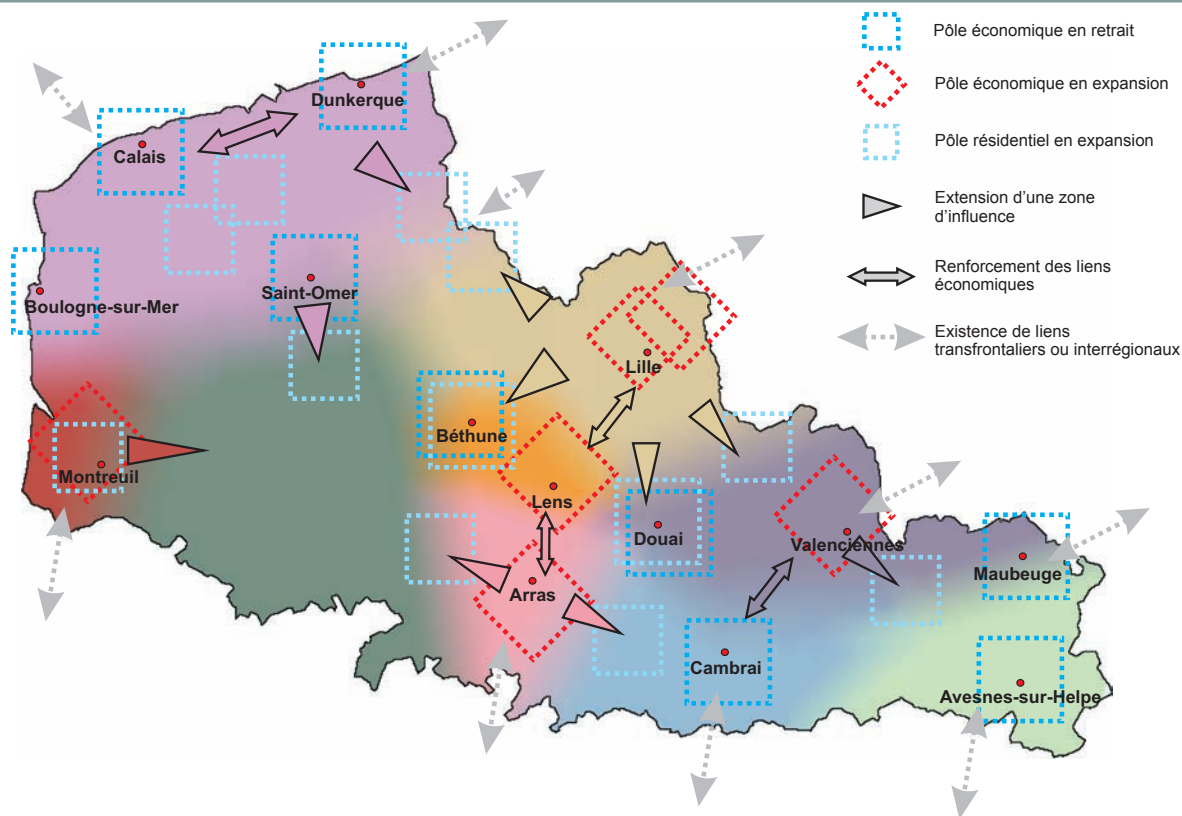 Pôle économique en retrait
Pôle économique en expansion
Pôle résidentiel en expansion
Extension d'une zone
d'influence
Renforcement des liens
économiques
Existence de liens
transfrontaliers ou interrégionaux
Dunkerque
Calais
Saint-Omer
Boulogne-sur-Mer
Lille
Béthune
Montreuil
Lens
Douai
Valenciennes
Maubeuge
Arras
Cambrai
Avesnes-sur-Helpe